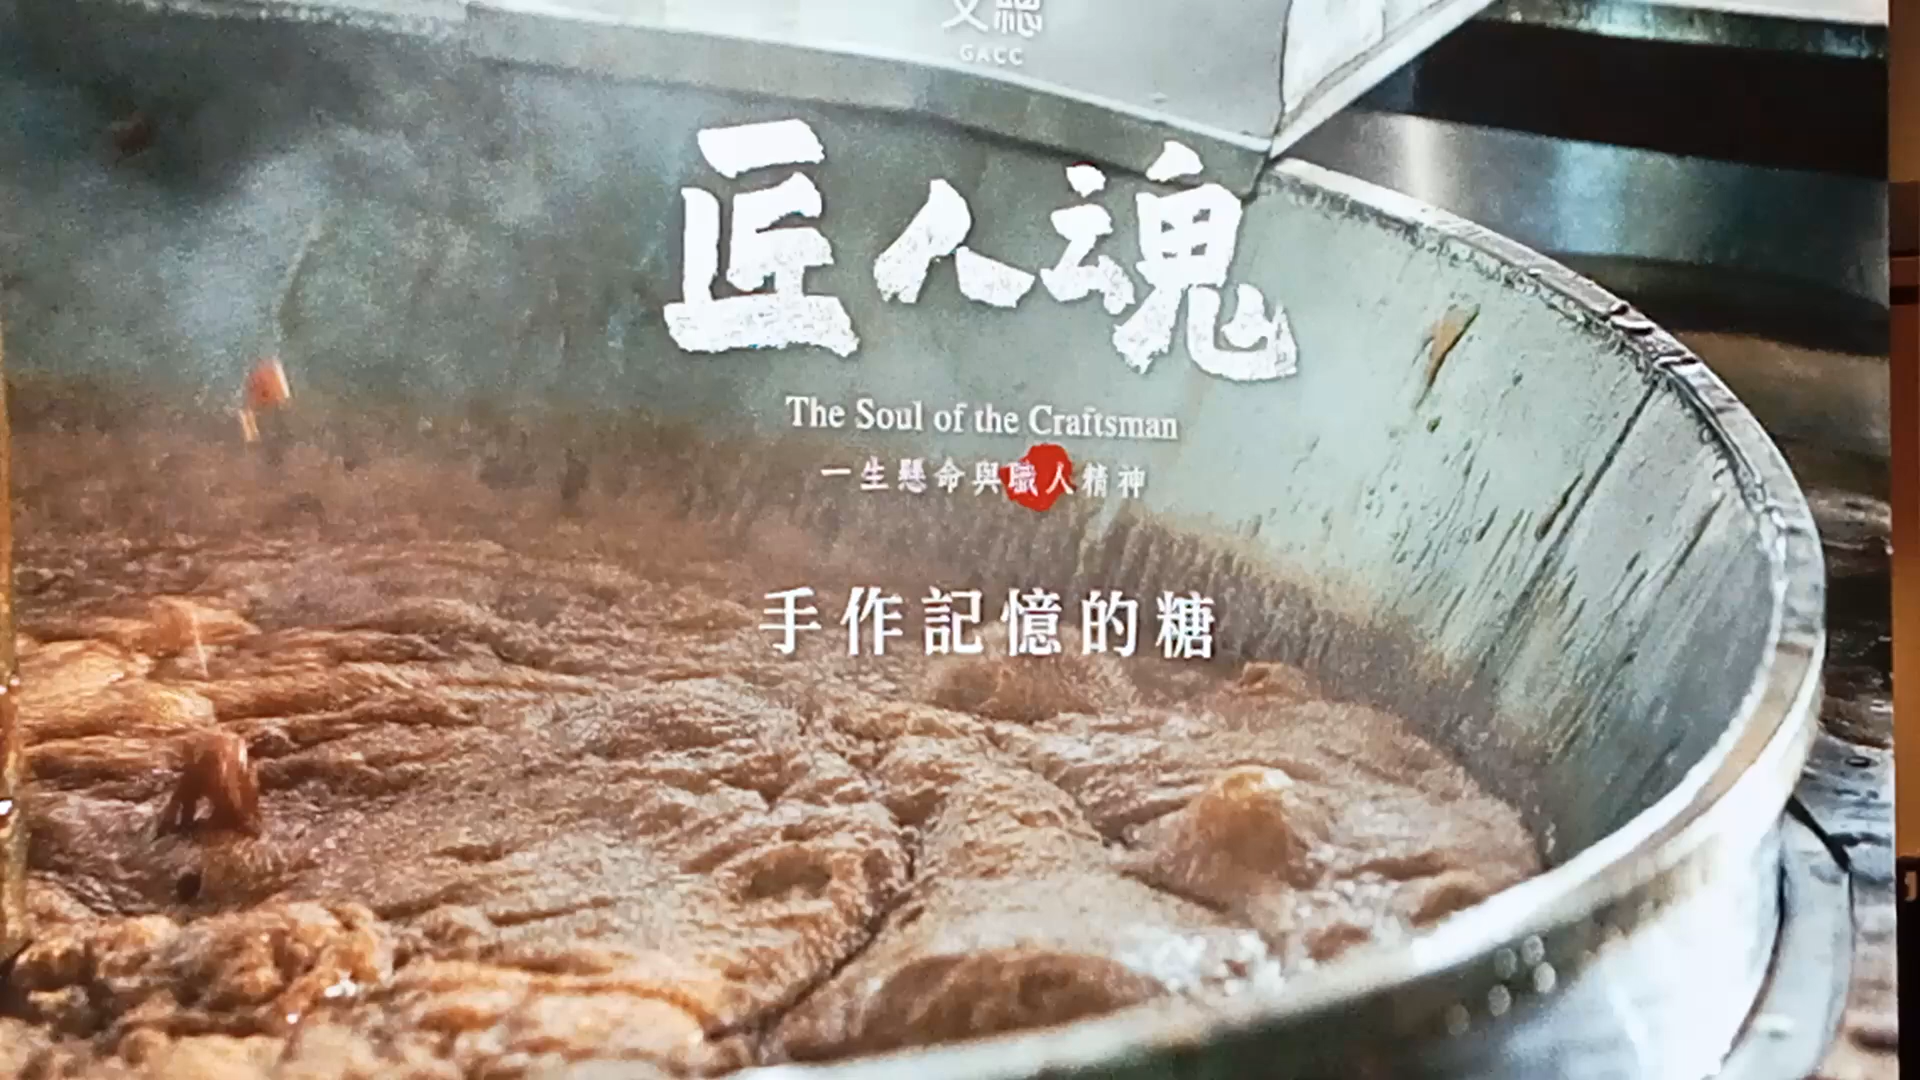 文總
GACC
匠人魂
The Soul of the Craftsman
一生懸命與職人精神
手作記憶的糖